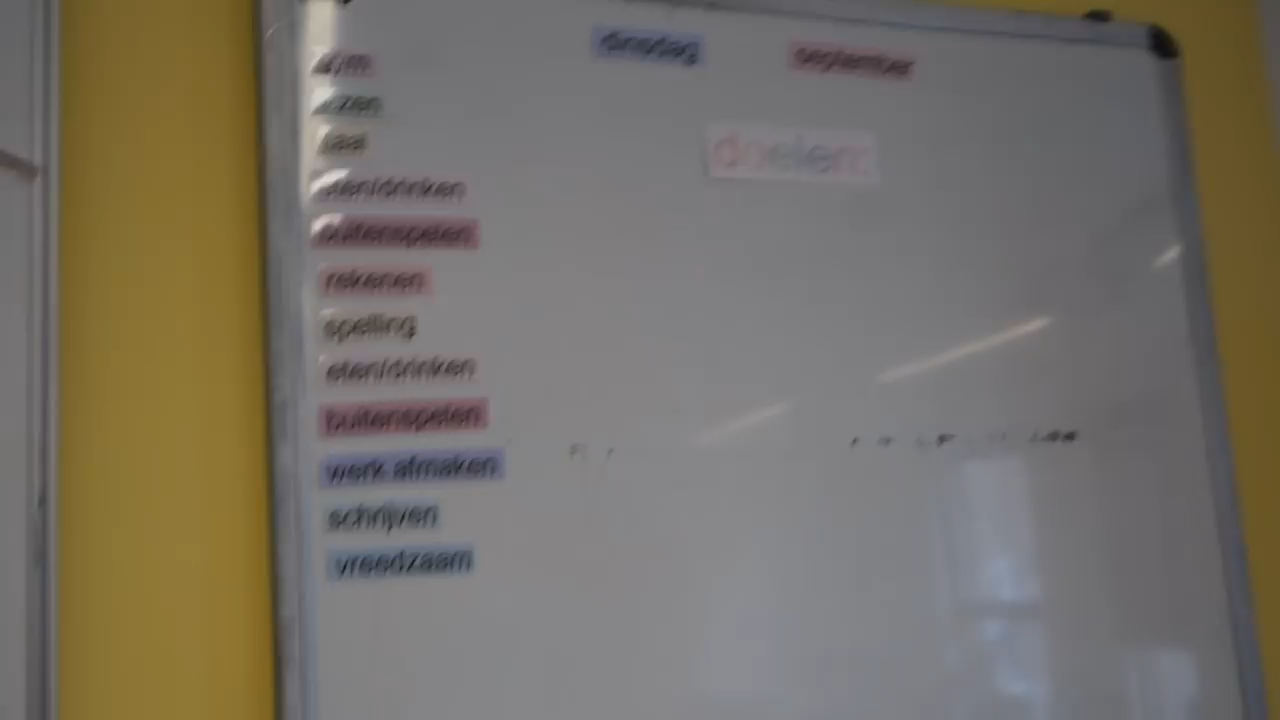 dinsdag september
gym
lezen
taal
doelen:
eten/drinken
buitenspelen
rekenen
spelling
eten/drinken
buitenspelen
werk afmaken
schrijven
vreedzaam